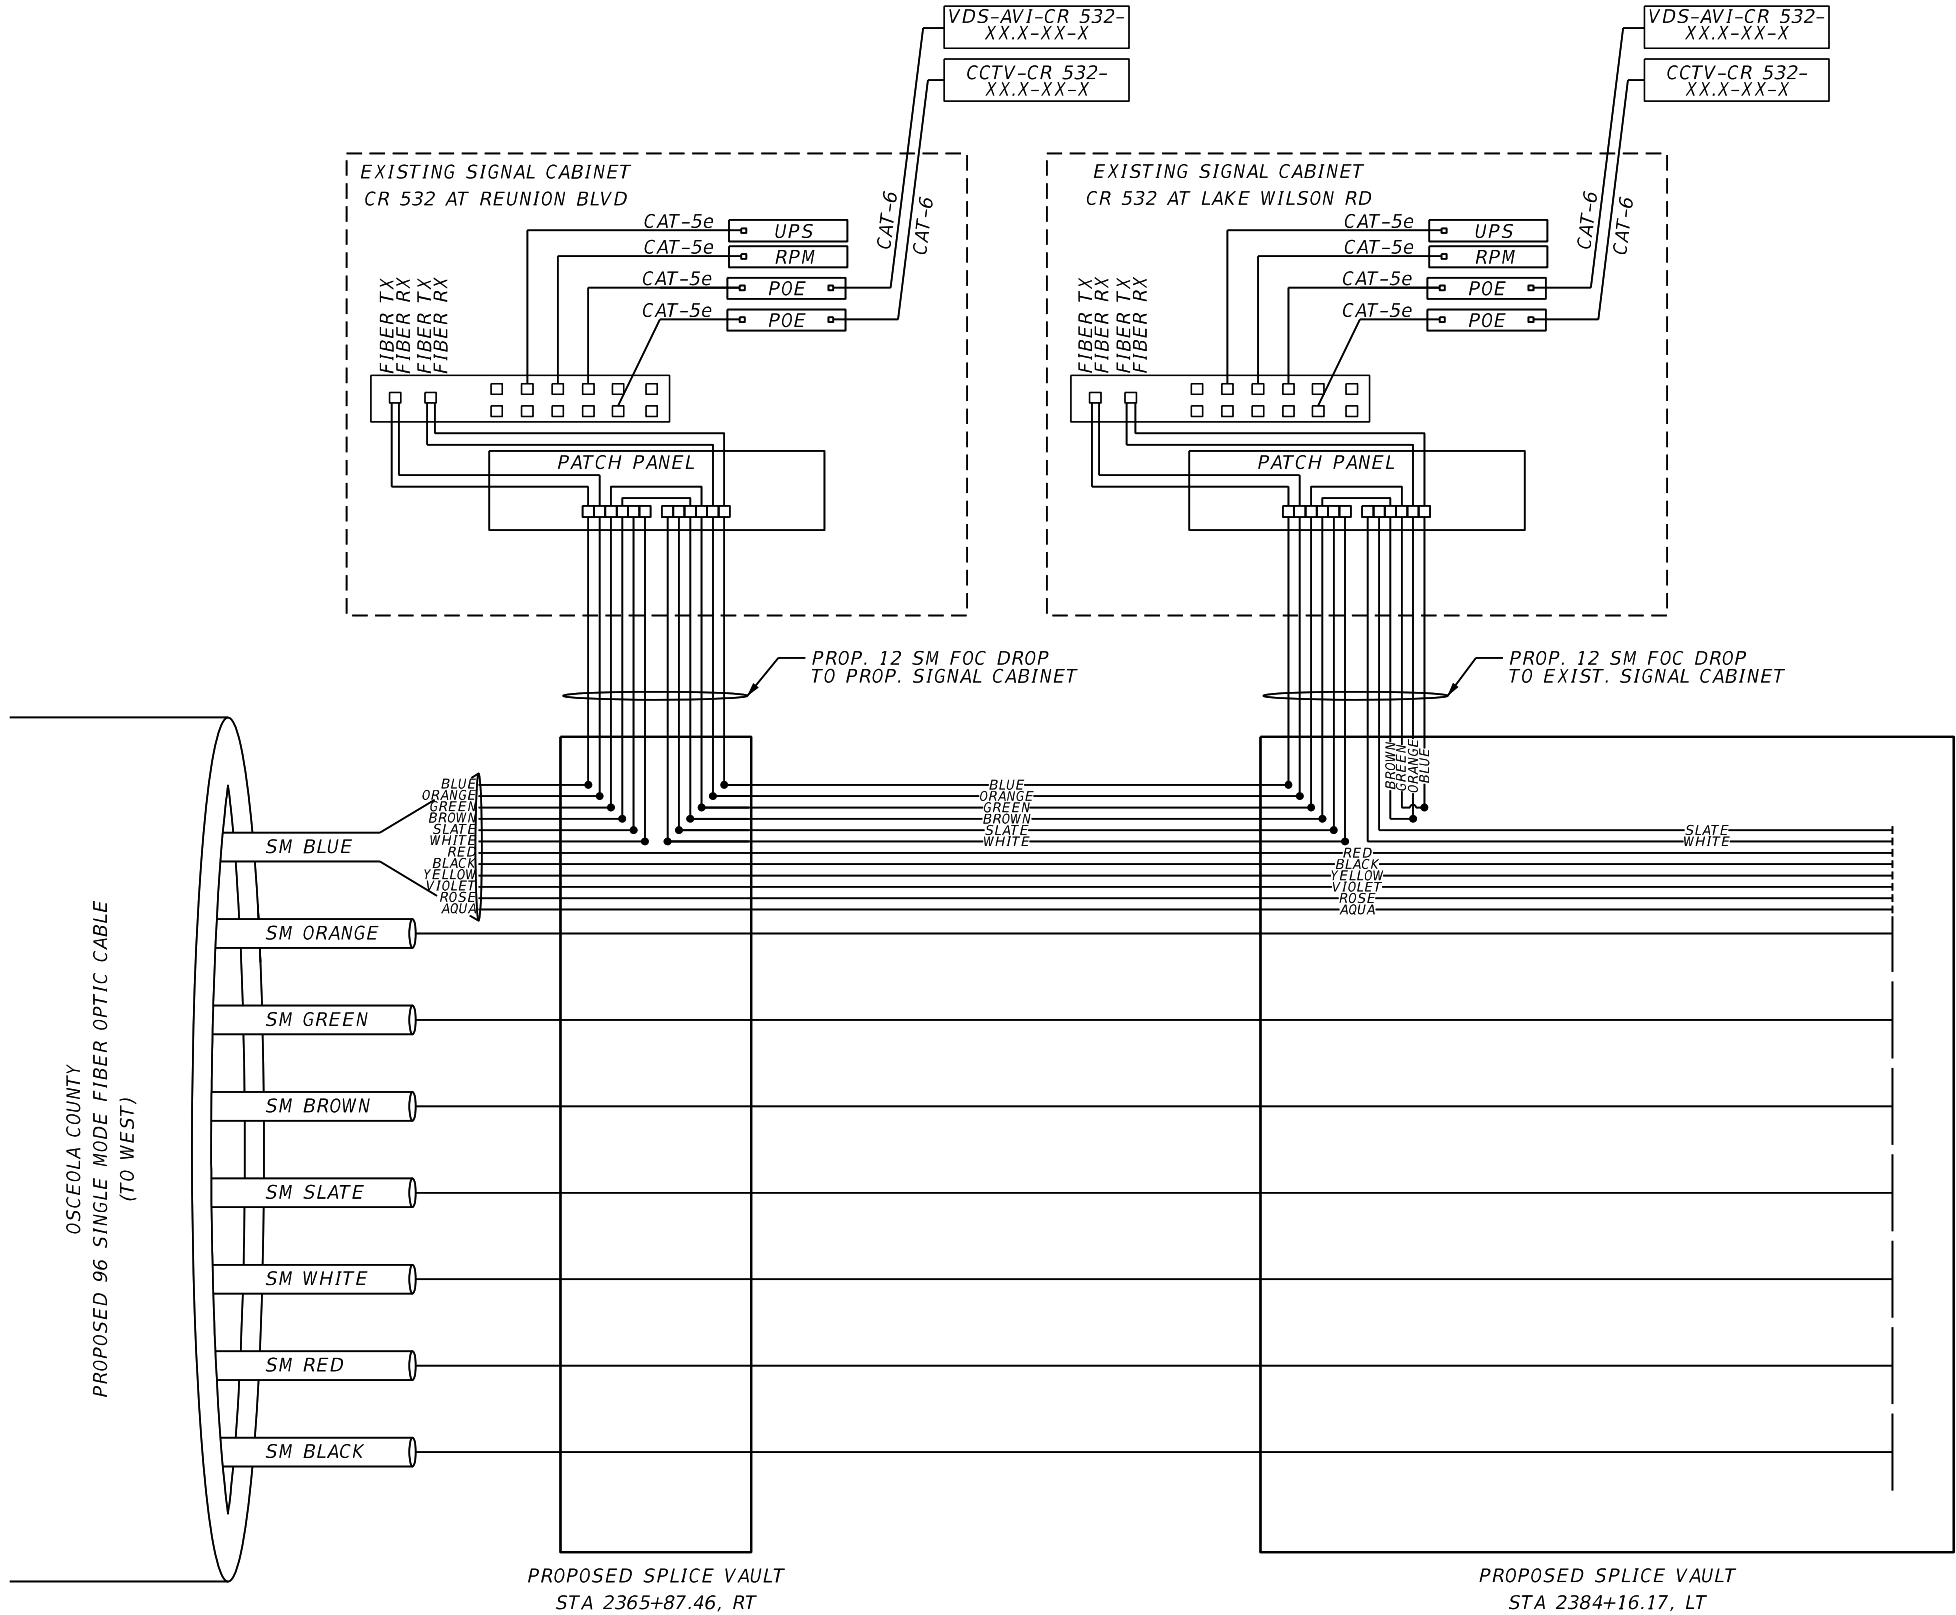 VDS-AVI-CR 532-
XX.X-XX-X
CCTV-CR 532-
XX.X-XX-X
VDS-AVI-CR 532-
XX.X-XX-X
CCTV-CR 532-
XX.X-XX-X
EXISTING SIGNAL CABINET
CR 532 AT REUNION BLVD
CAT-5e
UPS
CAT-5e
RPM
CAT-5e
POE
CAT-5e
POE
CAT-6
CAT-6
FIBER TX
FIBER RX
FIBER TX
FIBER RX
PATCH PANEL
EXISTING SIGNAL CABINET
CR 532 AT LAKE WILSON RD
CAT-5e
UPS
CAT-5e
RPM
CAT-5e
POE
CAT-5e
POE
CAT-6
CAT-6
FIBER TX
FIBER RX
FIBER TX
FIBER RX
PATCH PANEL
PROP. 12 SM FOC DROP
TO PROP. SIGNAL CABINET
PROP. 12 SM FOC DROP
TO EXIST. SIGNAL CABINET
OSCEOLA COUNTY
PROPOSED 96 SINGLE MODE FIBER OPTIC CABLE
(TO WEST)
BLUE
ORANGE
GREEN
BROWN
SLATE
WHITE
RED
BLACK
YELLOW
VIOLET
ROSE
AQUA
BLUE
ORANGE
GREEN
BROWN
SLATE
WHITE
BROWN
GREEN
ORANGE
BLUE
RED
BLACK
YELLOW
VIOLET
ROSE
AQUA
SLATE
WHITE
SM BLUE
SM ORANGE
SM GREEN
SM BROWN
SM SLATE
SM WHITE
SM RED
SM BLACK
PROPOSED SPLICE VAULT
STA 2365+87.46, RT
PROPOSED SPLICE VAULT
STA 2384+16.17, LT